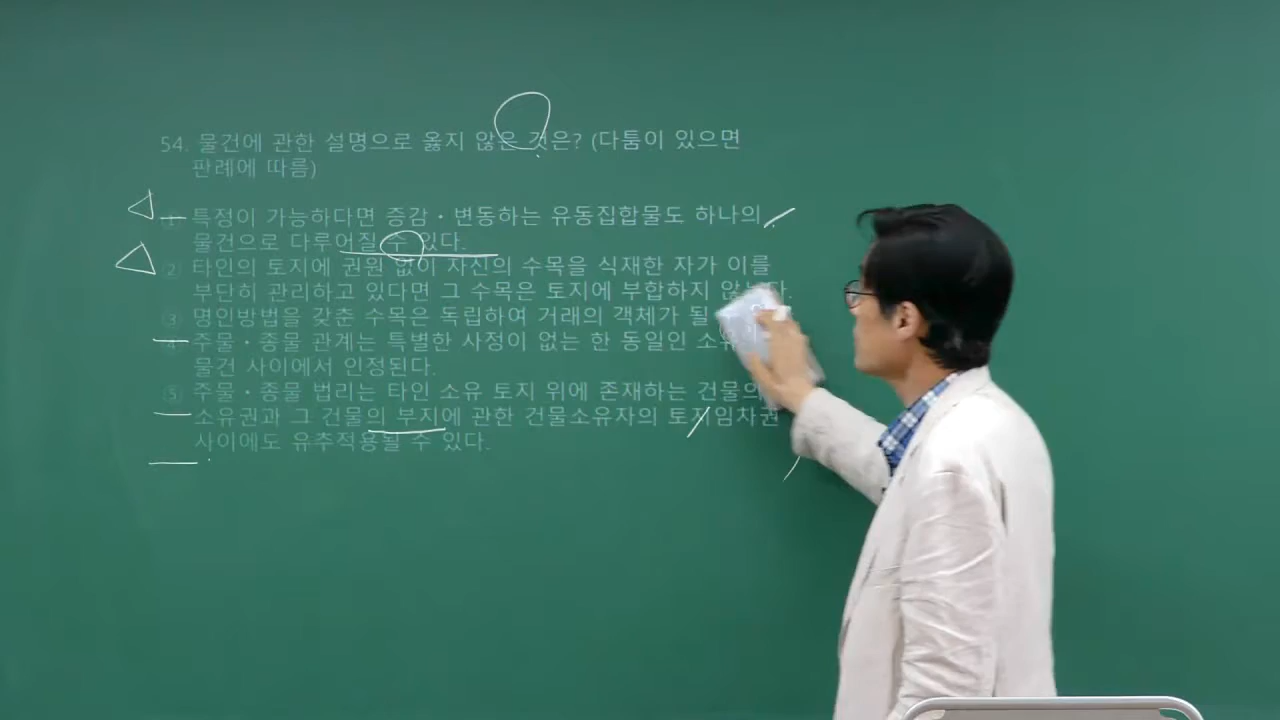 54. 물건에 관한 설명으로 옳지 않은 것은? (다툼이 있으면
판례에 따름)
① 특정이 가능하다면 증감·변동하는 유동집합물도 하나의
물건으로 다루어질 수 있다.
② 타인의 토지에 권원 없이 자신의 수목을 식재한 자가 이를
부단히 관리하고 있다면 그 수목은 토지에 부합하지
③ 명인방법을 갖춘 수목은 독립하여 거래의 객체가 될
④ 주물·종물 관계는 특별한 사정이 없는 한 동일인
물건 사이에서 인정된다.
⑤ 주물·종물 법리는 타인 소유 토지 위에 존재하는 건물의
소유권과 그 건물의 부지에 관한 건물소유자의 토지임차권
사이에도 유추적용될 수 있다.